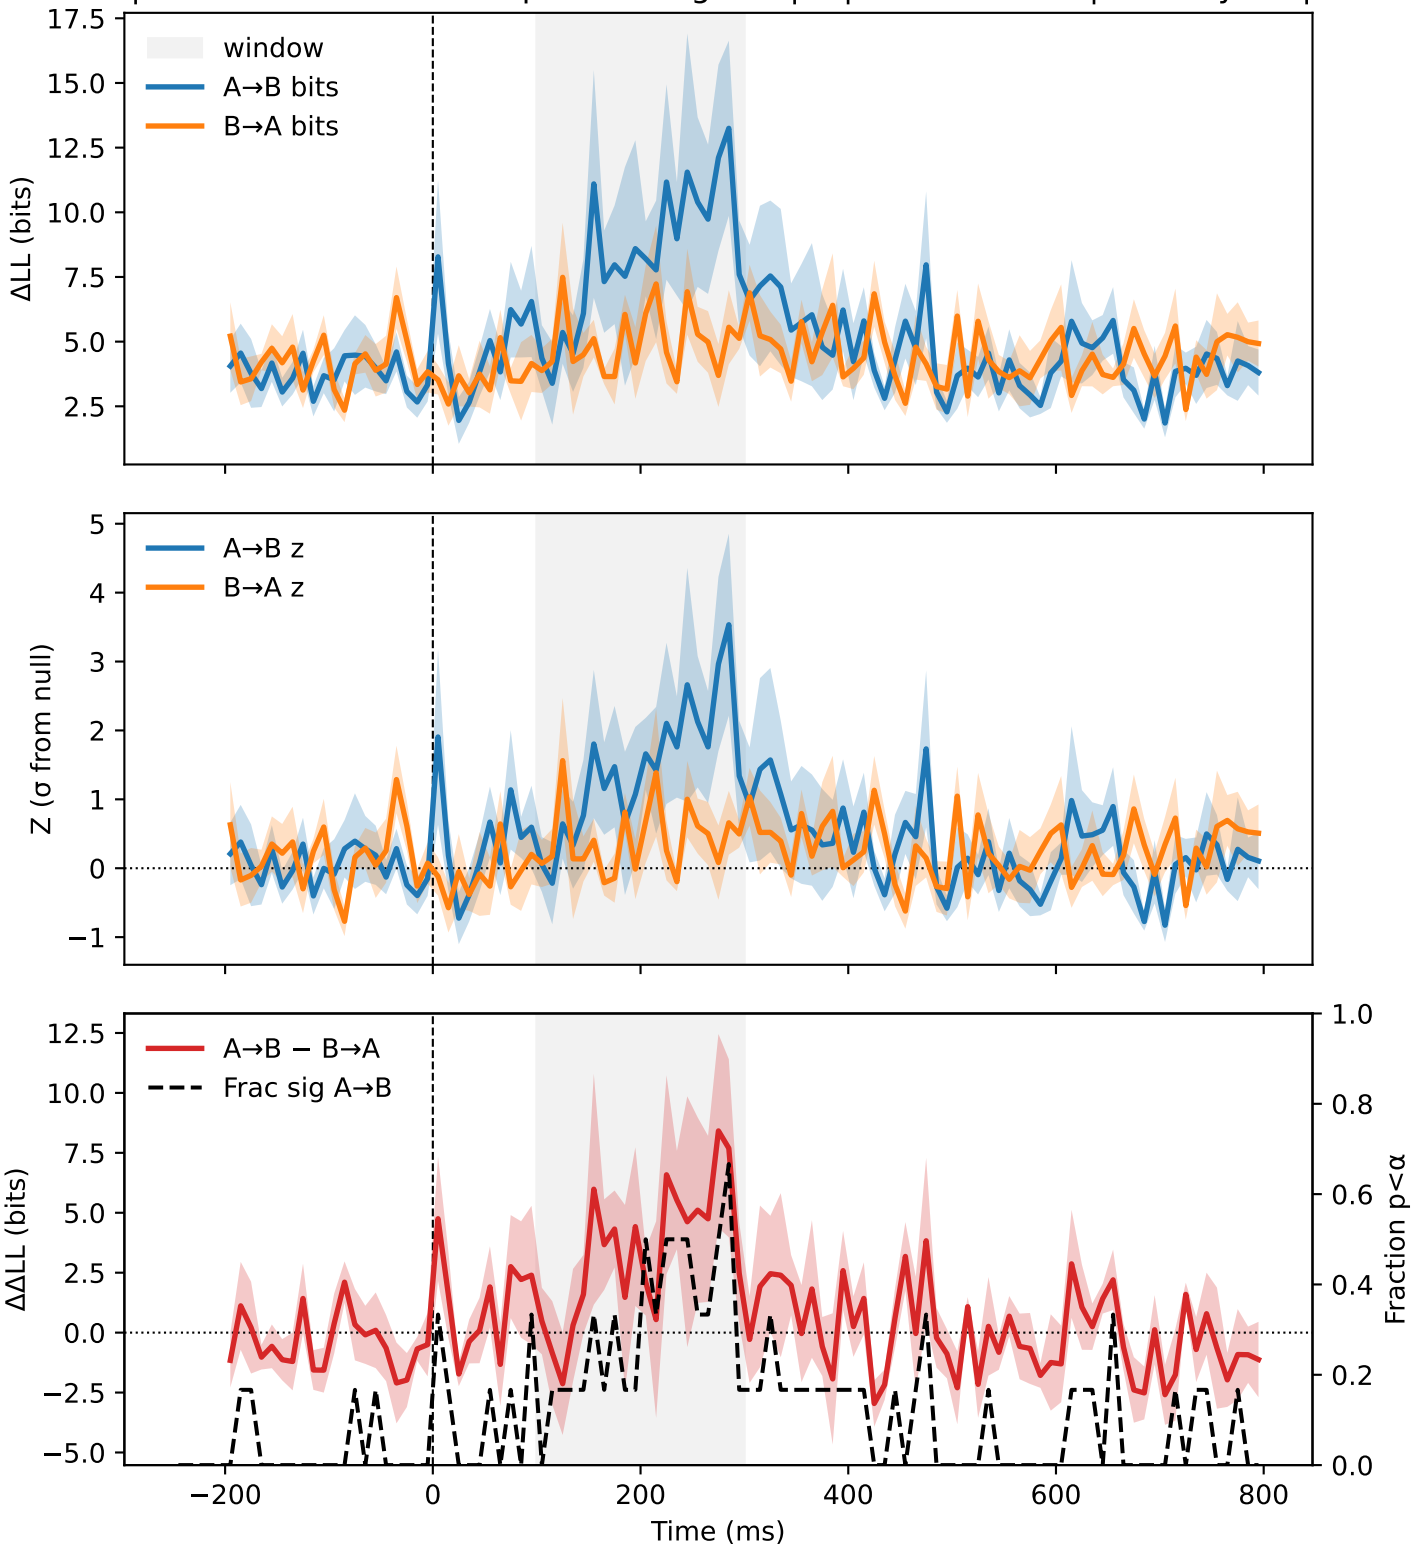 17.5
15.0
12.5
10.0
7.5
5.0
2.5
ΔLL (bits)
window
A→B bits
B→A bits
5
4
3
2
1
0
−1
Z (σ from null)
A→B z
B→A z
12.5
10.0
7.5
5.0
2.5
0.0
−2.5
−5.0
ΔΔLL (bits)
A→B − B→A
Frac sig A→B
1.0
0.8
0.6
0.4
0.2
0.0
Fraction p<α
−200
0
200
400
600
800
Time (ms)